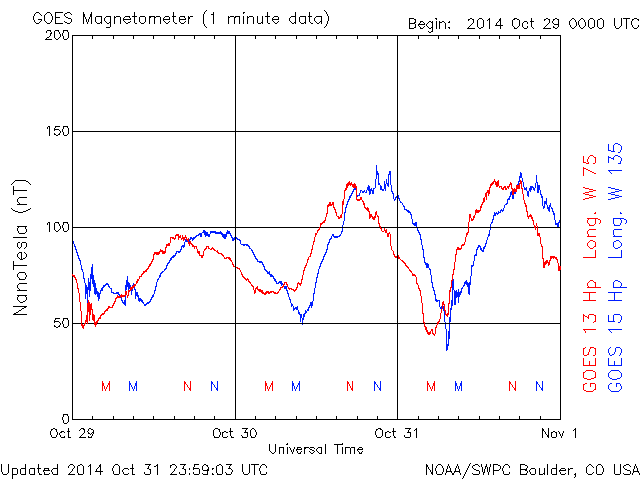 GOES Magnetometer (1 minute data)
Begin: 2014 Oct 29 0000 UTC
200
150
100
50
0
NanoTesla (nT)
M M N N M M N N M M N N
Oct 29 Oct 30 Oct 31 Nov 1
Universal Time
GOES 13 Hp Long. W 75
GOES 15 Hp Long. W 135
Updated 2014 Oct 31 23:59:03 UTC
NOAA/SWPC Boulder, CO USA